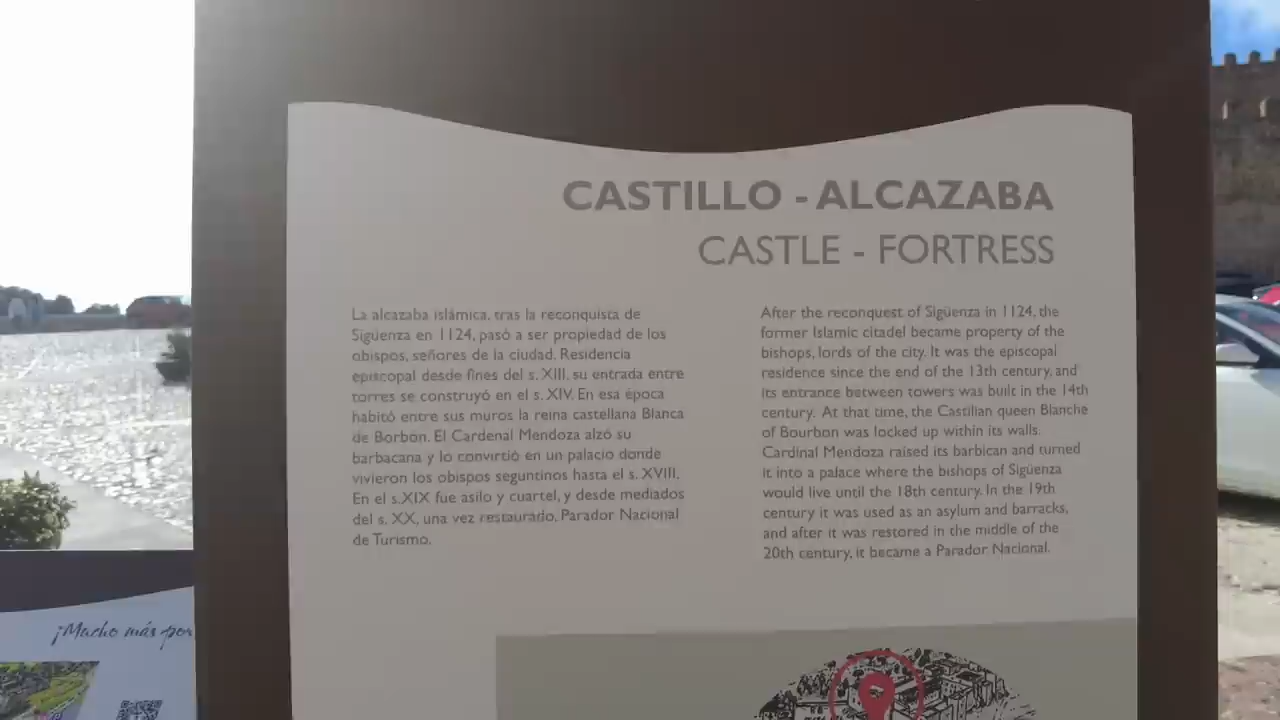 CASTILLO - ALCAZABA
CASTLE - FORTRESS
La alcazaba islámica, tras la reconquista de
Sigüenza en 1124, pasó a ser propiedad de los
obispos, señores de la ciudad. Residencia
episcopal desde fines del s. XIII, su entrada entre
torres se construyó en el s. XIV. En esa época
habitó entre sus muros la reina castellana Blanca
de Borbón. El Cardenal Mendoza alzó su
barbacana y lo convirtió en un palacio donde
vivieron los obispos seguntinos hasta el s. XVIII.
En el s.XIX fue asilo y cuartel, y desde mediados
del s. XX, una vez restaurado, Parador Nacional
de Turismo.
After the reconquest of Sigüenza in 1124, the
former Islamic citadel became property of the
bishops, lords of the city. It was the episcopal
residence since the end of the 13th century, and
its entrance between towers was built in the 14th
century. At that time, the Castilian queen Blanche
of Bourbon was locked up within its walls.
Cardinal Mendoza raised its barbican and turned
it into a palace where the bishops of Sigüenza
would live until the 18th century. In the 19th
century it was used as an asylum and barracks,
and after it was restored in the middle of the
20th century, it became a Parador Nacional.
¡Mucho más por